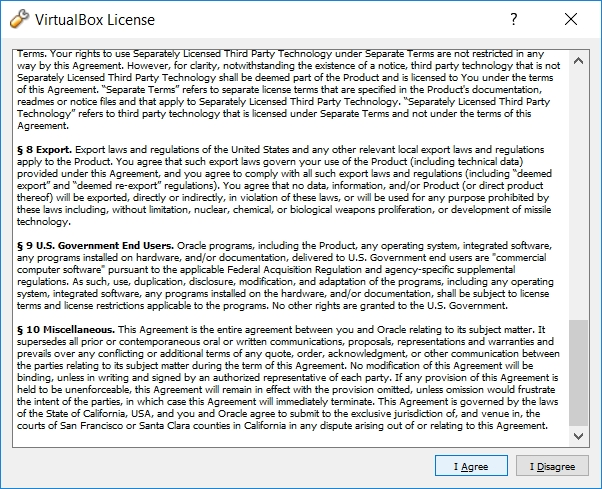 VirtualBox License
Terms. Your rights to use Separately Licensed Third Party Technology under Separate Terms are not restricted in any
way by this Agreement. However, for clarity, notwithstanding the existence of a notice, third party technology that is not
Separately Licensed Third Party Technology shall be deemed part of the Product and is licensed to You under the terms
of this Agreement. “Separate Terms” refers to separate license terms that are specified in the Product's documentation,
readmes or notice files and that apply to Separately Licensed Third Party Technology. “Separately Licensed Third Party
Technology” refers to third party technology that is licensed under Separate Terms and not under the terms of this
Agreement.
§ 8 Export. Export laws and regulations of the United States and any other relevant local export laws and regulations
apply to the Product. You agree that such export laws govern your use of the Product (including technical data)
provided under this Agreement, and you agree to comply with all such export laws and regulations (including “deemed
export” and “deemed re-export” regulations). You agree that no data, information, and/or Product (or direct product
thereof) will be exported, directly or indirectly, in violation of these laws, or will be used for any purpose prohibited by
these laws including, without limitation, nuclear, chemical, or biological weapons proliferation, or development of missile
technology.
§ 9 U.S. Government End Users. Oracle programs, including the Product, any operating system, integrated software,
any programs installed on hardware, and/or documentation, delivered to U.S. Government end users are "commercial
computer software" pursuant to the applicable Federal Acquisition Regulation and agency-specific supplemental
regulations. As such, use, duplication, disclosure, modification, and adaptation of the programs, including any operating
system, integrated software, any programs installed on the hardware, and/or documentation, shall be subject to license
terms and license restrictions applicable to the programs. No other rights are granted to the U.S. Government.
§ 10 Miscellaneous. This Agreement is the entire agreement between you and Oracle relating to its subject matter. It
supersedes all prior or contemporaneous oral or written communications, proposals, representations and warranties and
prevails over any conflicting or additional terms of any quote, order, acknowledgment, or other communication between
the parties relating to its subject matter during the term of this Agreement. No modification of this Agreement will be
binding, unless in writing and signed by an authorized representative of each party. If any provision of this Agreement is
held to be unenforceable, this Agreement will remain in effect with the provision omitted, unless omission would frustrate
the intent of the parties, in which case this Agreement will immediately terminate. This Agreement is governed by the laws
of the State of California, USA, and you and Oracle agree to submit to the exclusive jurisdiction of, and venue in, the
courts of San Francisco or Santa Clara counties in California in any dispute arising out of or relating to this Agreement.
I Agree
I Disagree